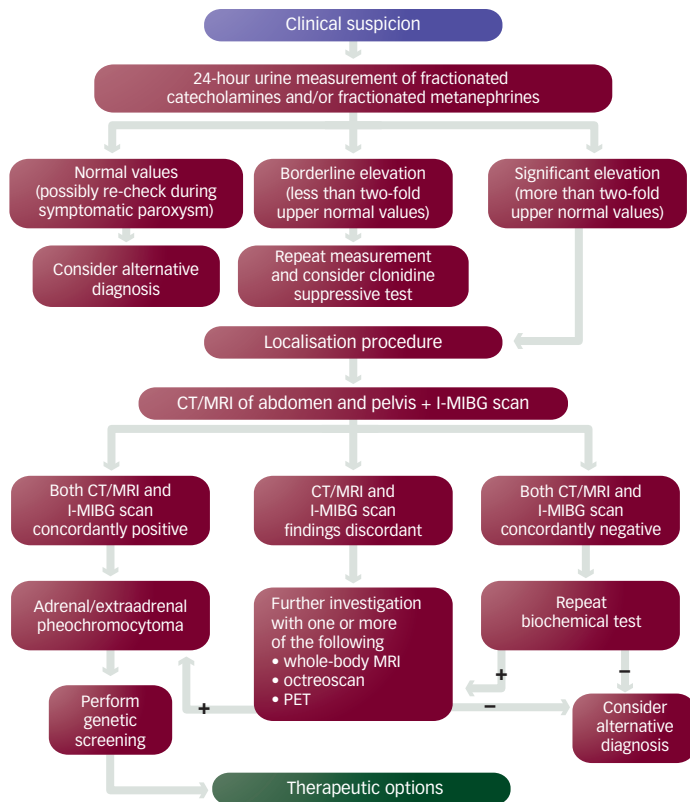 Clinical suspicion
24-hour urine measurement of fractionated
catecholamines and/or fractionated metanephrines
Normal values
(possibly re-check during
symptomatic paroxysm)
Borderline elevation
(less than two-fold
upper normal values)
Significant elevation
(more than two-fold
upper normal values)
Consider alternative
diagnosis
Repeat measurement
and consider clonidine
suppressive test
Localisation procedure
CT/MRI of abdomen and pelvis + I-MIBG scan
Both CT/MRI and
I-MIBG scan
concordantly positive
CT/MRI and
I-MIBG scan
findings discordant
Both CT/MRI and
I-MIBG scan
concordantly negative
Adrenal/extraadrenal
pheochromocytoma
Further investigation
with one or more
of the following
• whole-body MRI
• octreoscan
• PET
Repeat
biochemical test
+
–
+
–
Perform
genetic
screening
Consider
alternative
diagnosis
Therapeutic options